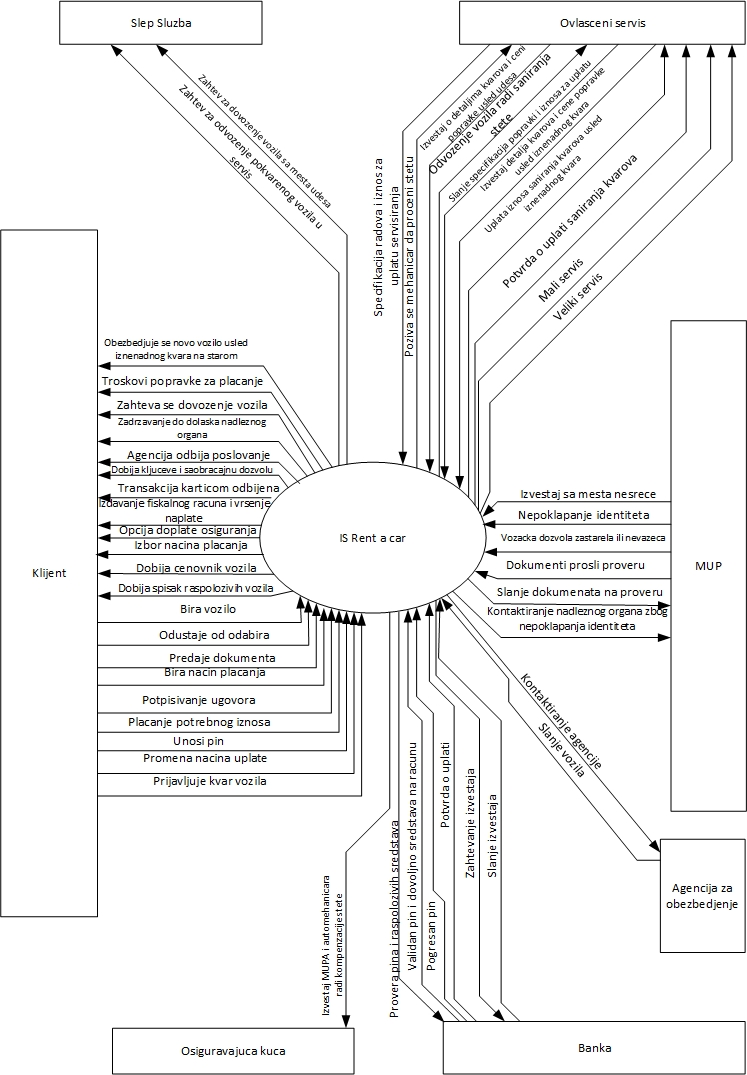 Slep Sluzba
Ovlasceni servis
Zahtev za dovozenje vozila sa mesta udesa
Zahtev za odvozenje pokvarenog vozila u
servis
Specifikacija radova i iznos za
uplatu servisiranja
Poziva se mehanicar da proceni stetu
Izvestaj o detaljima kvarova i ceni
popravke usled udesa
Odvozenje vozila radi saniranja
stete
Slanje specifikacija popravki i iznosa za uplatu
Izvestaj detalja kvarova i cene popravke
usled iznenadnog kvara
Uplata iznosa saniranja kvarova usled
iznenadnog kvara
Potvrda o uplati saniranja kvarova
Mali servis
Veliki servis
Obezbedjuje se novo vozilo usled
iznenadnog kvara na starom
Troskovi popravke za placanje
Zahteva se dovozenje vozila
Zadrzavanje do dolaska nadleznog
organa
Agencija odbija poslovanje
Dobija kljuceve i saobracajnu dozvolu
Transakcija karticom odbijena
Izdavanje fiskalnog racuna i vrsenje
naplate
Opcija doplate osiguranja
Izbor nacina placanja
Dobija cenovnik vozila
Dobija spisak raspolozivih vozila
Klijent
IS Rent a car
Bira vozilo
Odustaje od odabira
Predaje dokumenta
Bira nacin placanja
Potpisivanje ugovora
Placanje potrebnog iznosa
Unosi pin
Promena nacina uplate
Prijavljuje kvar vozila
Izvestaj sa mesta nesrece
Nepoklapanje identiteta
Vozacka dozvola zastarela ili nevazeca
Dokumenti prosli proveru
Slanje dokumenata na proveru
Kontaktiranje nadleznog organa zbog
nepoklapanja identiteta
MUP
Kontaktiranje agencije
Slanje vozila
Agencija za
obezbedjenje
Izvestaj MUPA i automehanicara
radi kompenzacije stete
Provera pina i raspolozivih sredstava
Validan pin i dovoljno sredstava na racunu
Pogresan pin
Potvrda o uplati
Zahtevanje izvestaja
Slanje izvestaja
Osiguravajuca kuca
Banka